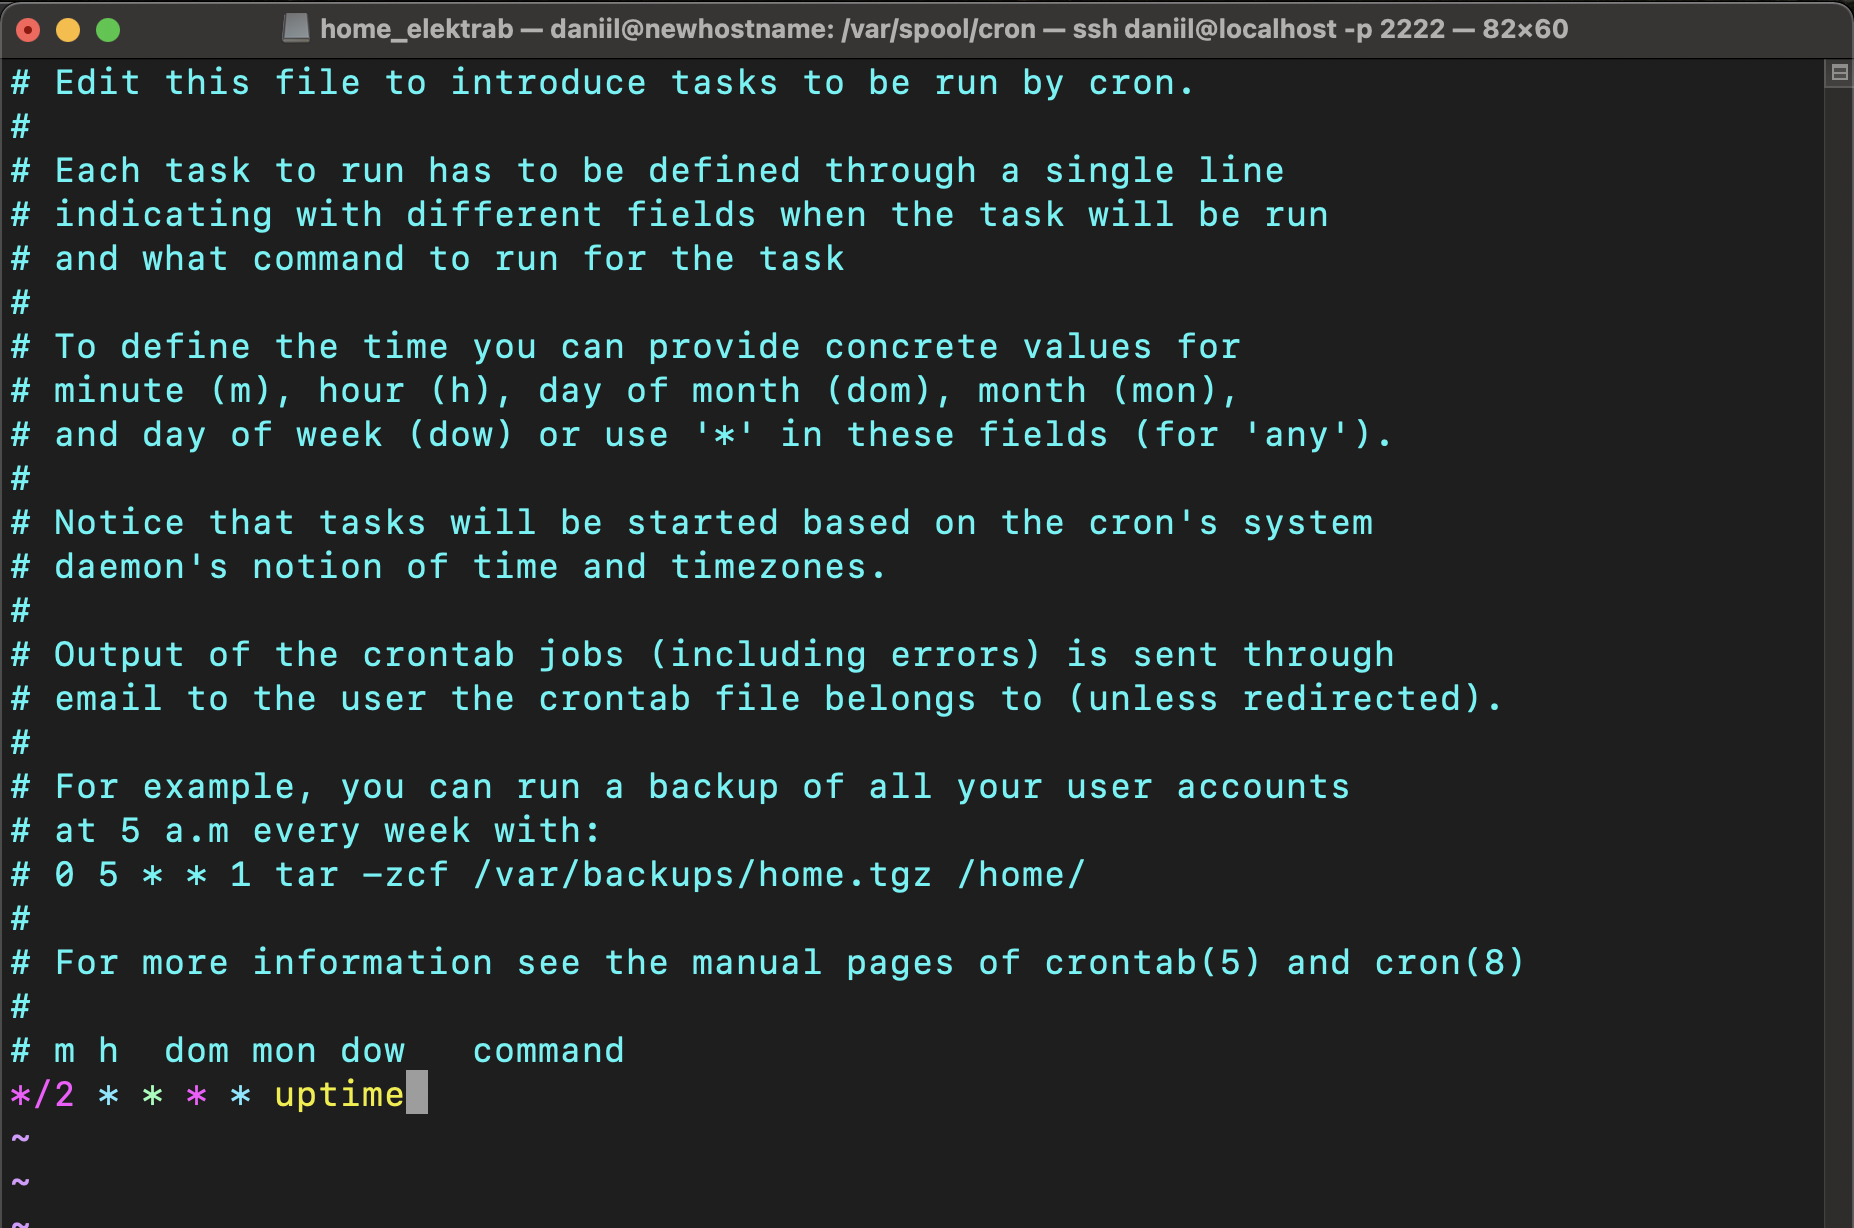 home_elektrab — daniil@newhostname: /var/spool/cron — ssh daniil@localhost -p 2222 — 82×60
# Edit this file to introduce tasks to be run by cron.
#
# Each task to run has to be defined through a single line
# indicating with different fields when the task will be run
# and what command to run for the task
#
# To define the time you can provide concrete values for
# minute (m), hour (h), day of month (dom), month (mon),
# and day of week (dow) or use '*' in these fields (for 'any').
#
# Notice that tasks will be started based on the cron's system
# daemon's notion of time and timezones.
#
# Output of the crontab jobs (including errors) is sent through
# email to the user the crontab file belongs to (unless redirected).
#
# For example, you can run a backup of all your user accounts
# at 5 a.m every week with:
# 0 5 * * 1 tar -zcf /var/backups/home.tgz /home/
#
# For more information see the manual pages of crontab(5) and cron(8)
#
# m h  dom mon dow   command
*/2 * * * * uptime
~
~
~